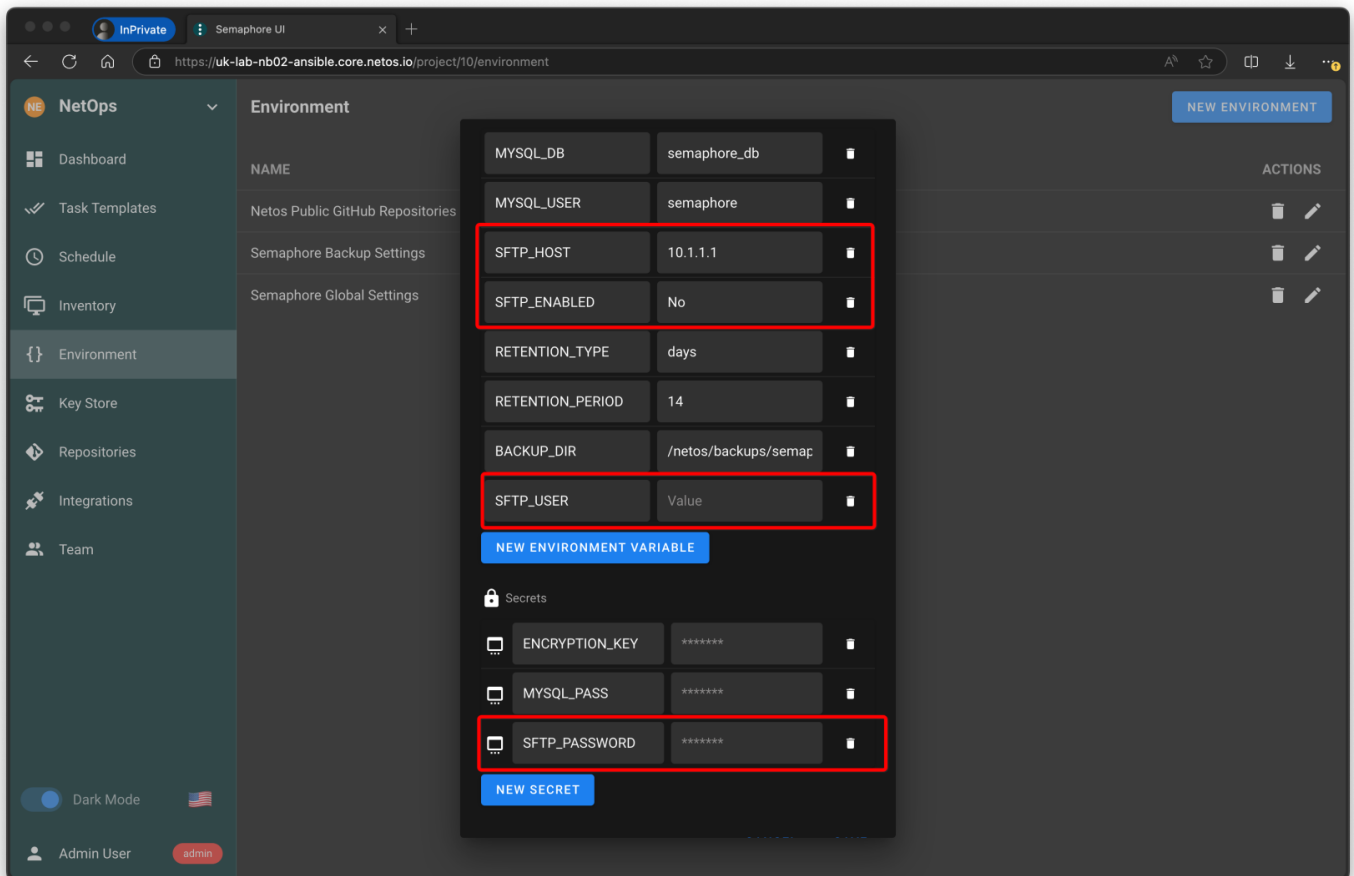 InPrivate
Semaphore UI
https://uk-lab-nb02-ansible.core.netos.io/project/10/environment
NE NetOps
Dashboard
Task Templates
Schedule
Inventory
{} Environment
Key Store
Repositories
Integrations
Team
Dark Mode
Admin User admin
Environment
NEW ENVIRONMENT
NAME ACTIONS
Netos Public GitHub Repositories
Semaphore Backup Settings
Semaphore Global Settings
MYSQL_DB semaphore_db
MYSQL_USER semaphore
SFTP_HOST 10.1.1.1
SFTP_ENABLED No
RETENTION_TYPE days
RETENTION_PERIOD 14
BACKUP_DIR /netos/backups/semap
SFTP_USER Value
NEW ENVIRONMENT VARIABLE
Secrets
ENCRYPTION_KEY *******
MYSQL_PASS *******
SFTP_PASSWORD *******
NEW SECRET